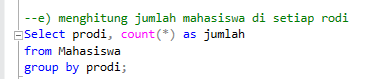 --e) menghitung jumlah mahasiswa di setiap rodi
Select prodi, count(*) as jumlah
from Mahasiswa
group by prodi;